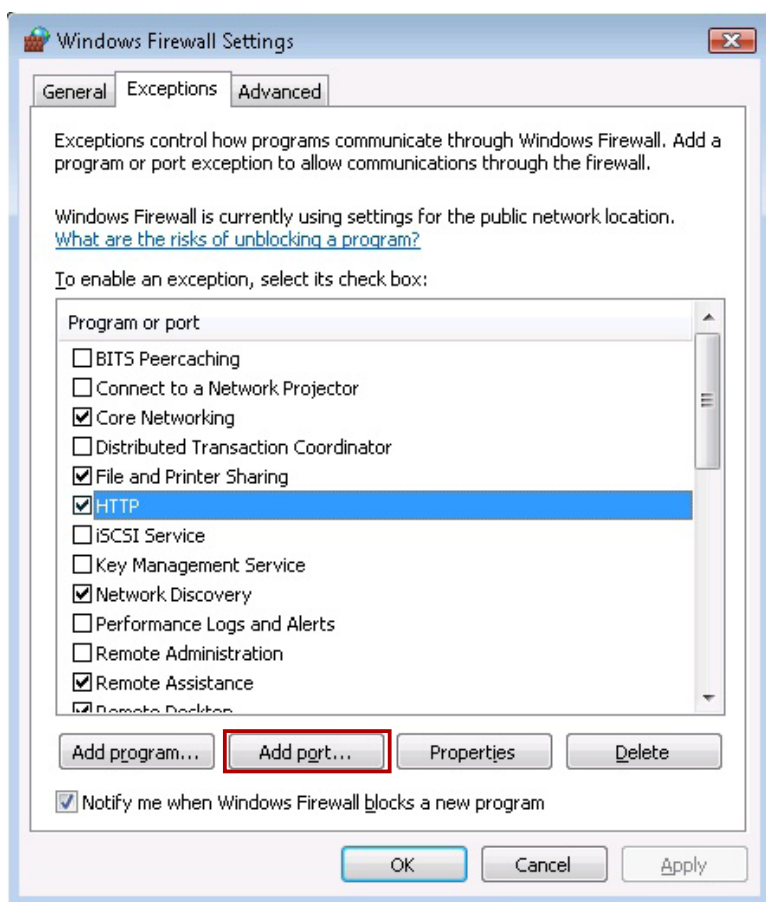 Windows Firewall Settings
General Exceptions Advanced
Exceptions control how programs communicate through Windows Firewall. Add a
program or port exception to allow communications through the firewall.
Windows Firewall is currently using settings for the public network location.
What are the risks of unblocking a program?
To enable an exception, select its check box:
Program or port
BITS Peercaching
Connect to a Network Projector
Core Networking
Distributed Transaction Coordinator
File and Printer Sharing
HTTP
iSCSI Service
Key Management Service
Network Discovery
Performance Logs and Alerts
Remote Administration
Remote Assistance
Remote Desktop
Add program... Add port... Properties Delete
Notify me when Windows Firewall blocks a new program
OK Cancel Apply